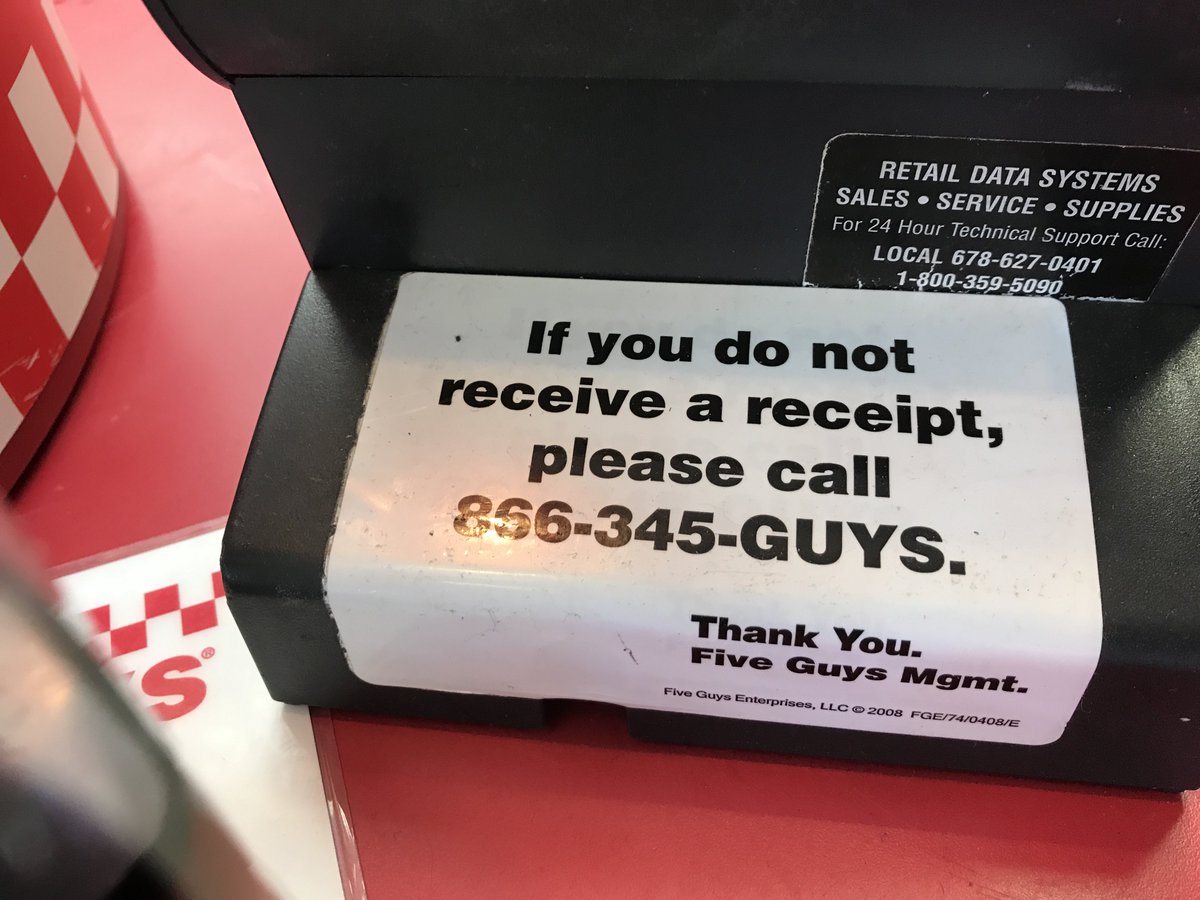 RETAIL DATA SYSTEMS
SALES • SERVICE • SUPPLIES
For 24 Hour Technical Support Call:
LOCAL 678-627-0401
1-800-359-5090
If you do not
receive a receipt,
please call
866-345-GUYS.
Thank You.
Five Guys Mgmt.
Five Guys Enterprises, LLC © 2008 FGE/74/0408/E